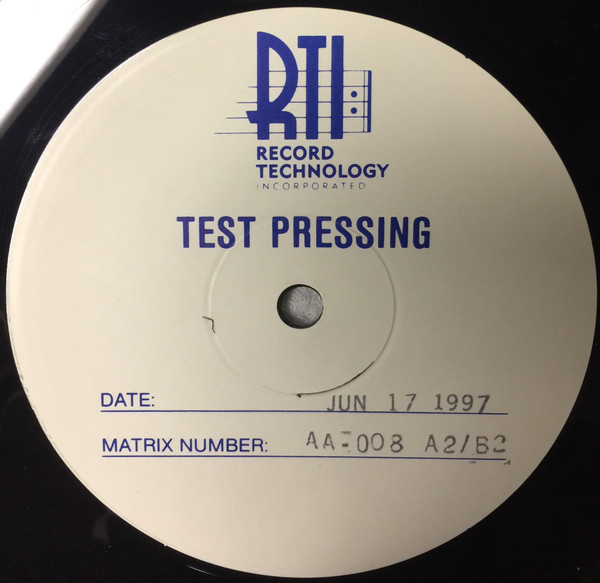 RTI
RECORD
TECHNOLOGY
INCORPORATED
TEST PRESSING
DATE: JUN 17 1997
MATRIX NUMBER: AA-008 A2/B2